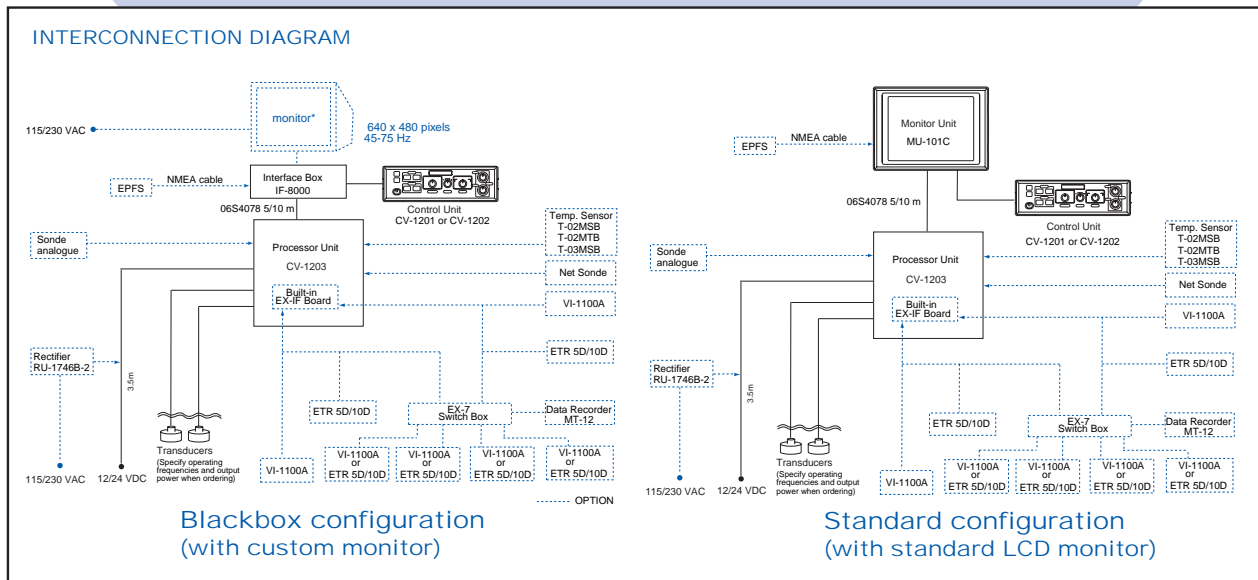 INTERCONNECTION DIAGRAM
monitor*
640 x 480 pixels
45-75 Hz
115/230 VAC
Interface Box
IF-8000
EPFS
NMEA cable
06S4078 5/10 m
Control Unit
CV-1201 or CV-1202
Sonde
analogue
Processor Unit
CV-1203
Built-in
EX-IF Board
Temp. Sensor
T-02MSB
T-02MTB
T-03MSB
Net Sonde
VI-1100A
ETR 5D/10D
Rectifier
RU-1746B-2
3.5m
ETR 5D/10D
EX-7
Switch Box
Data Recorder
MT-12
Transducers
(Specify operating
frequencies and output
power when ordering)
VI-1100A
VI-1100A
or
ETR 5D/10D
VI-1100A
or
ETR 5D/10D
VI-1100A
or
ETR 5D/10D
VI-1100A
or
ETR 5D/10D
115/230 VAC
12/24 VDC
OPTION
Blackbox configuration
(with custom monitor)
Monitor Unit
MU-101C
EPFS
NMEA cable
06S4078 5/10 m
Control Unit
CV-1201 or CV-1202
Sonde
analogue
Processor Unit
CV-1203
Built-in
EX-IF Board
Temp. Sensor
T-02MSB
T-02MTB
T-03MSB
Net Sonde
VI-1100A
ETR 5D/10D
Rectifier
RU-1746B-2
3.5m
ETR 5D/10D
EX-7
Switch Box
Data Recorder
MT-12
Transducers
(Specify operating
frequencies and output
power when ordering)
VI-1100A
VI-1100A
or
ETR 5D/10D
VI-1100A
or
ETR 5D/10D
VI-1100A
or
ETR 5D/10D
VI-1100A
or
ETR 5D/10D
115/230 VAC
12/24 VDC
Standard configuration
(with standard LCD monitor)